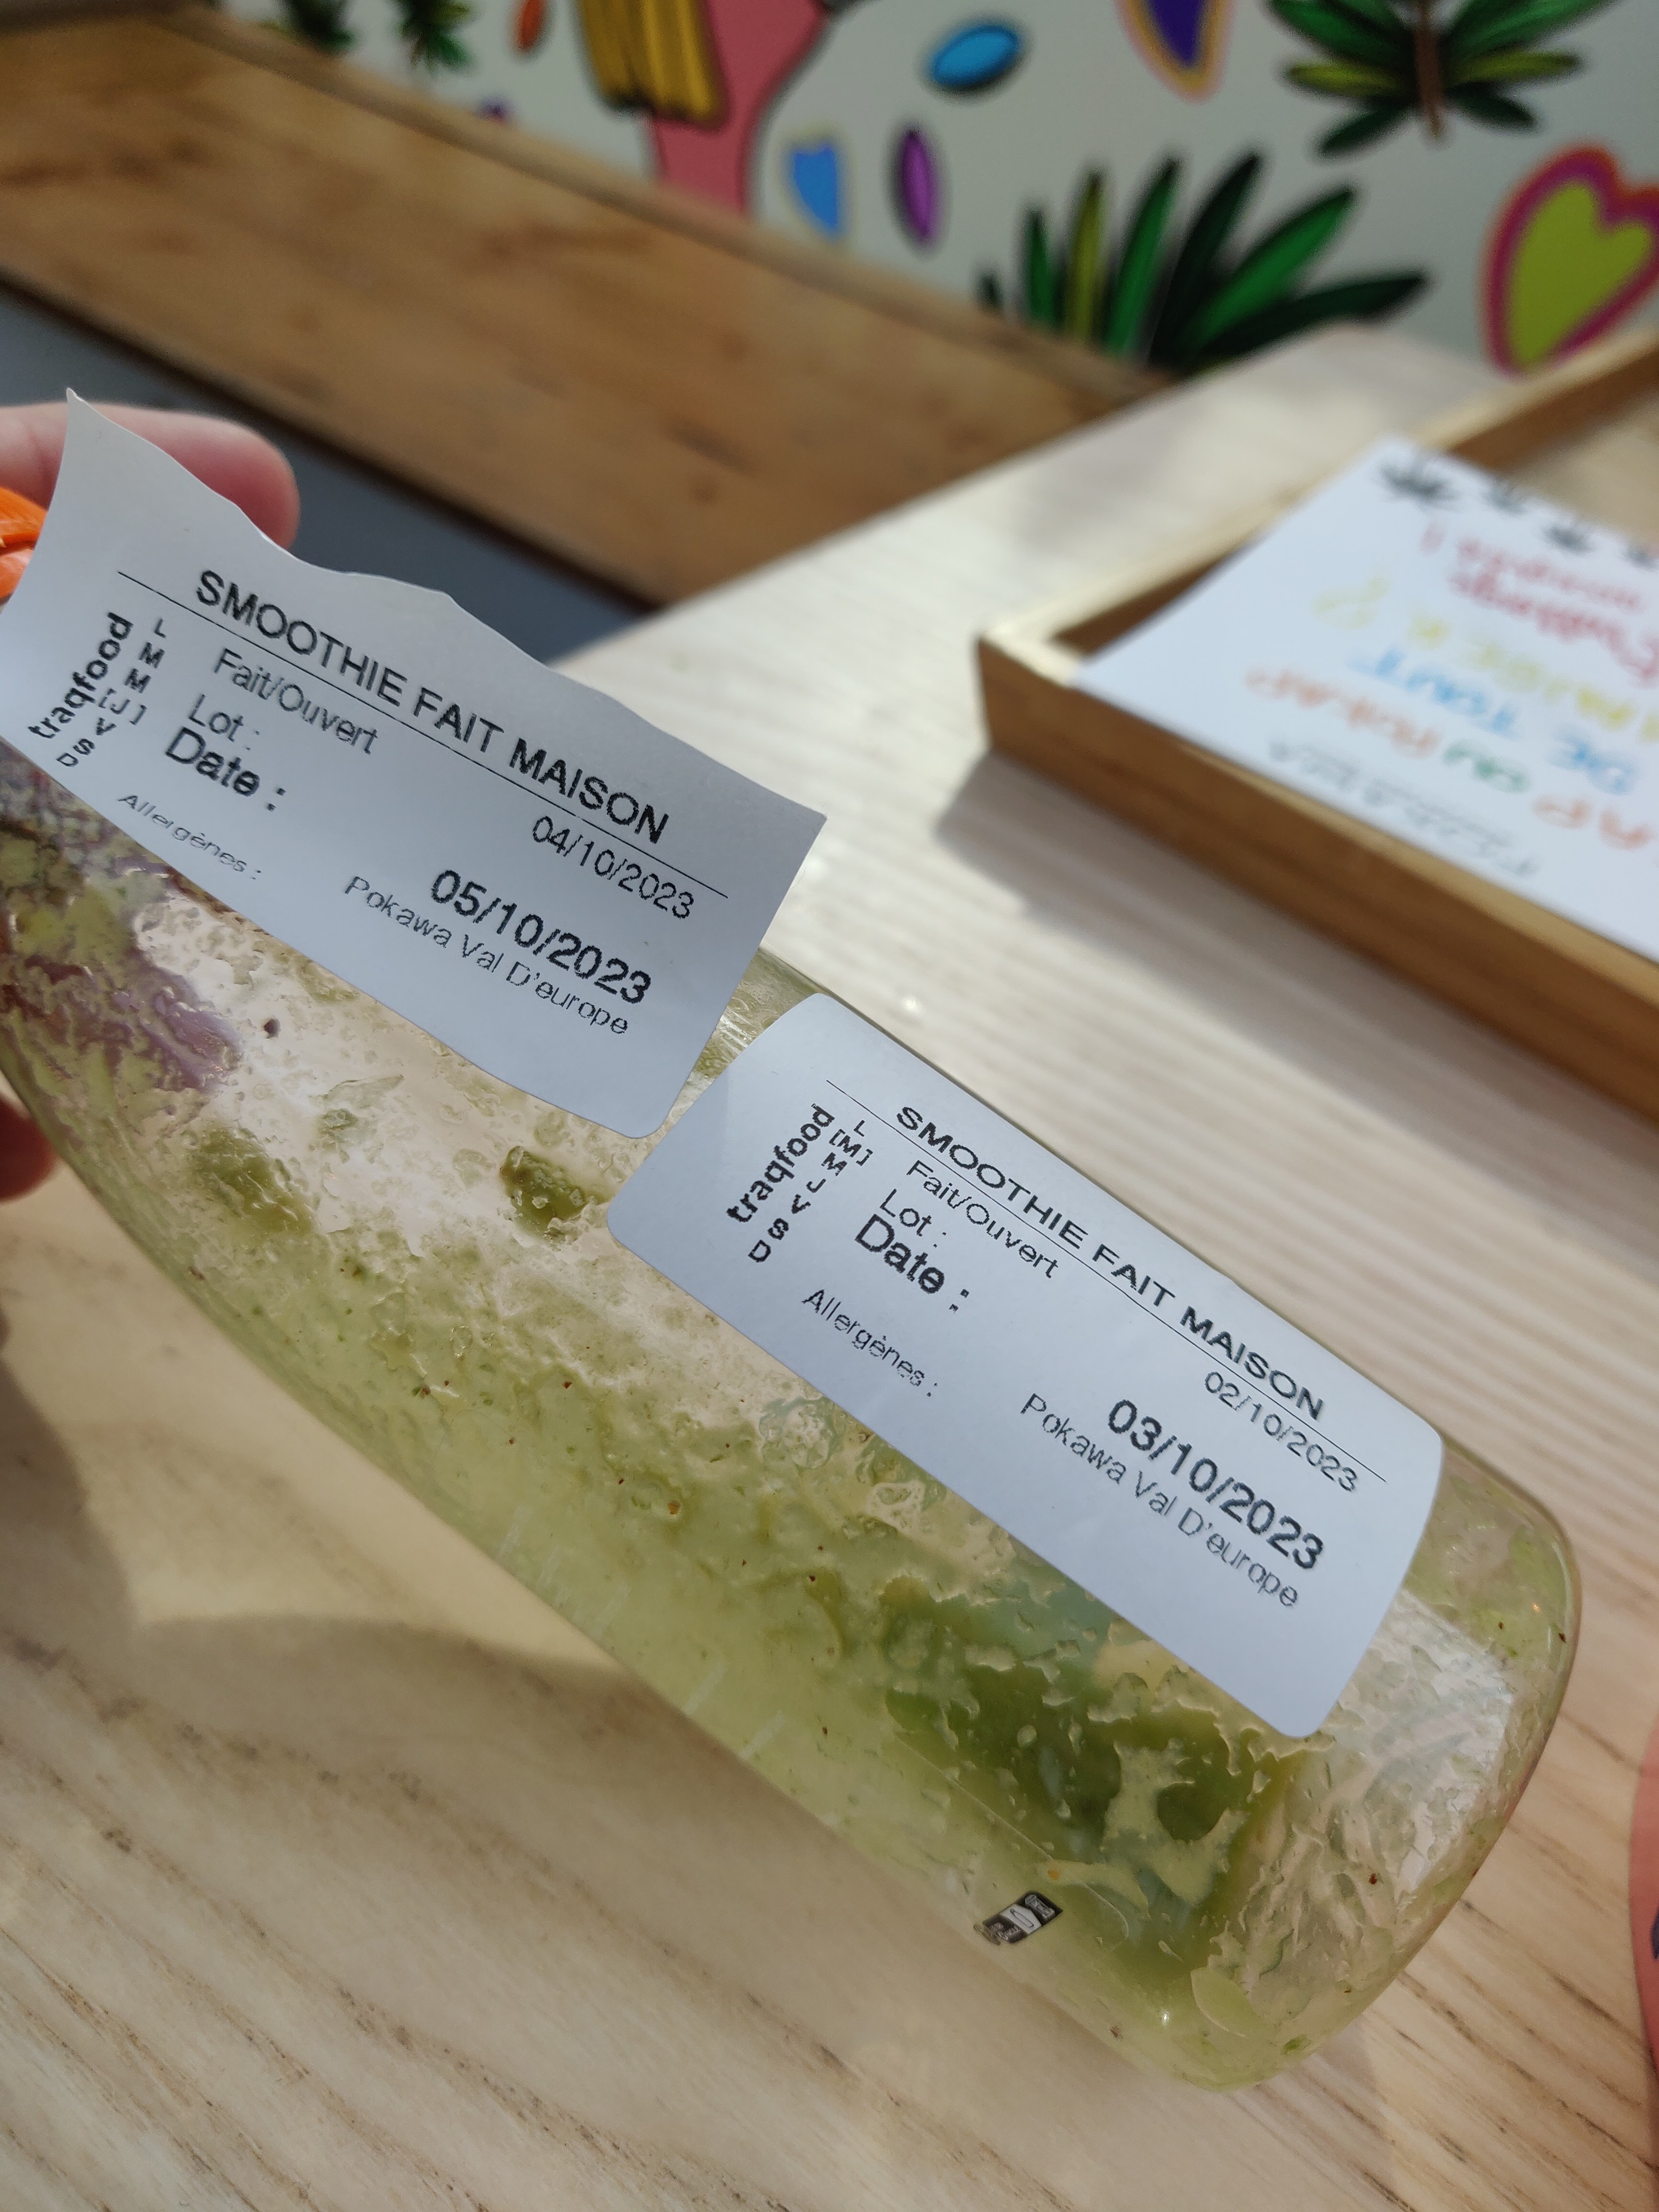 SMOOTHIE FAIT MAISON
Fait/Ouvert 04/10/2023
Lot :
Date : 05/10/2023
Pokawa Val D'europe
Allergènes :
L
M
M
[J]
V
S
D
traqfood
SMOOTHIE FAIT MAISON
Fait/Ouvert 02/10/2023
Lot :
Date : 03/10/2023
Pokawa Val D'europe
Allergènes :
L
[M]
M
J
V
S
D
traqfood